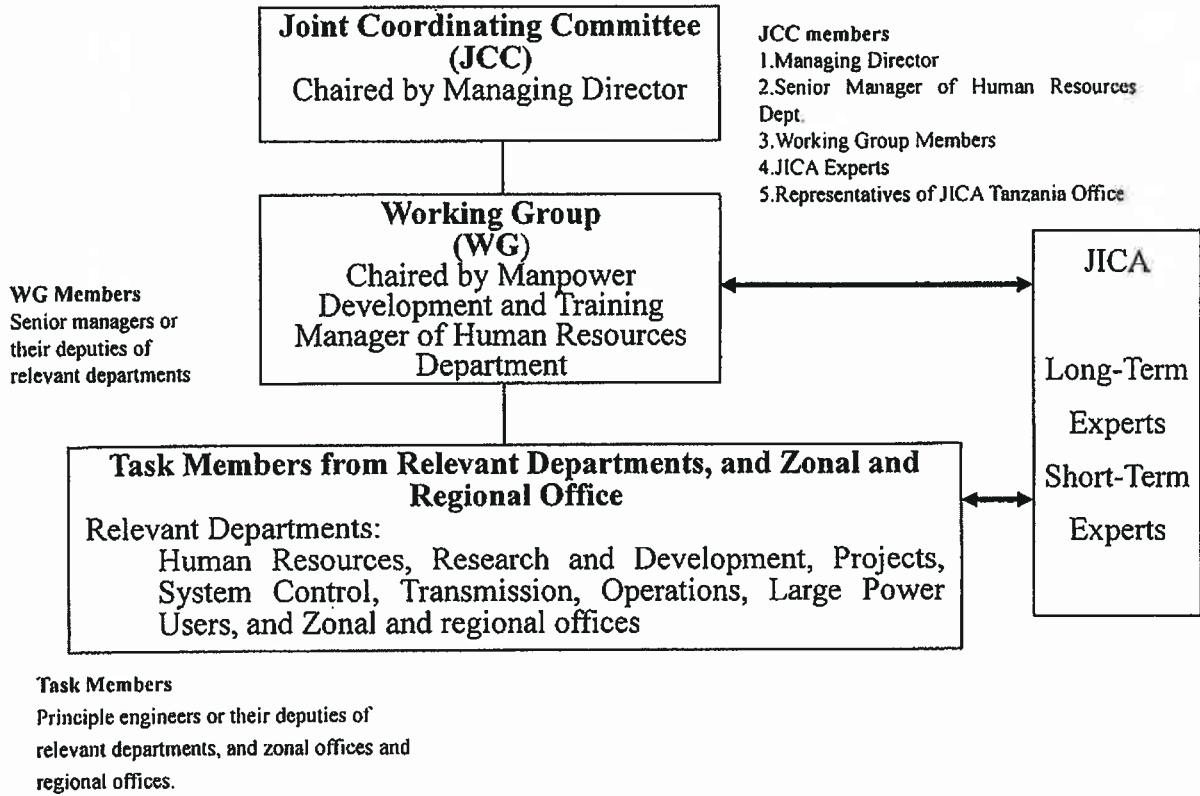 Joint Coordinating Committee
(JCC)
Chaired by Managing Director
JCC members
1.Managing Director
2.Senior Manager of Human Resources
Dept.
3.Working Group Members
4.JICA Experts
5.Representatives of JICA Tanzania Office
Working Group
(WG)
Chaired by Manpower
Development and Training
Manager of Human Resources
Department
WG Members
Senior managers or
their deputies of
relevant departments
JICA
Long-Term
Experts
Short-Term
Experts
Task Members from Relevant Departments, and Zonal and
Regional Office
Relevant Departments:
Human Resources, Research and Development, Projects,
System Control, Transmission, Operations, Large Power
Users, and Zonal and regional offices
Task Members
Principle engineers or their deputies of
relevant departments, and zonal offices and
regional offices.